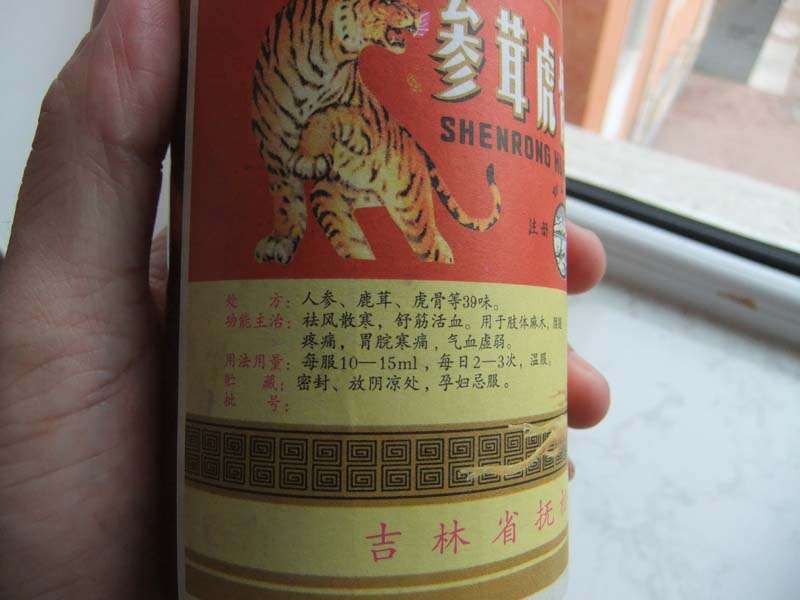 参茸虎
SHENRONG
注册
处 方：人参、鹿茸、虎骨等39味。
功能主治：祛风散寒，舒筋活血。用于肢体麻木，
疼痛，胃脘寒痛，气血虚弱。
用法用量：每服10—15ml，每日2—3次，温服。
贮 藏：密封、放阴凉处，孕妇忌服。
批 号：
吉林省抚